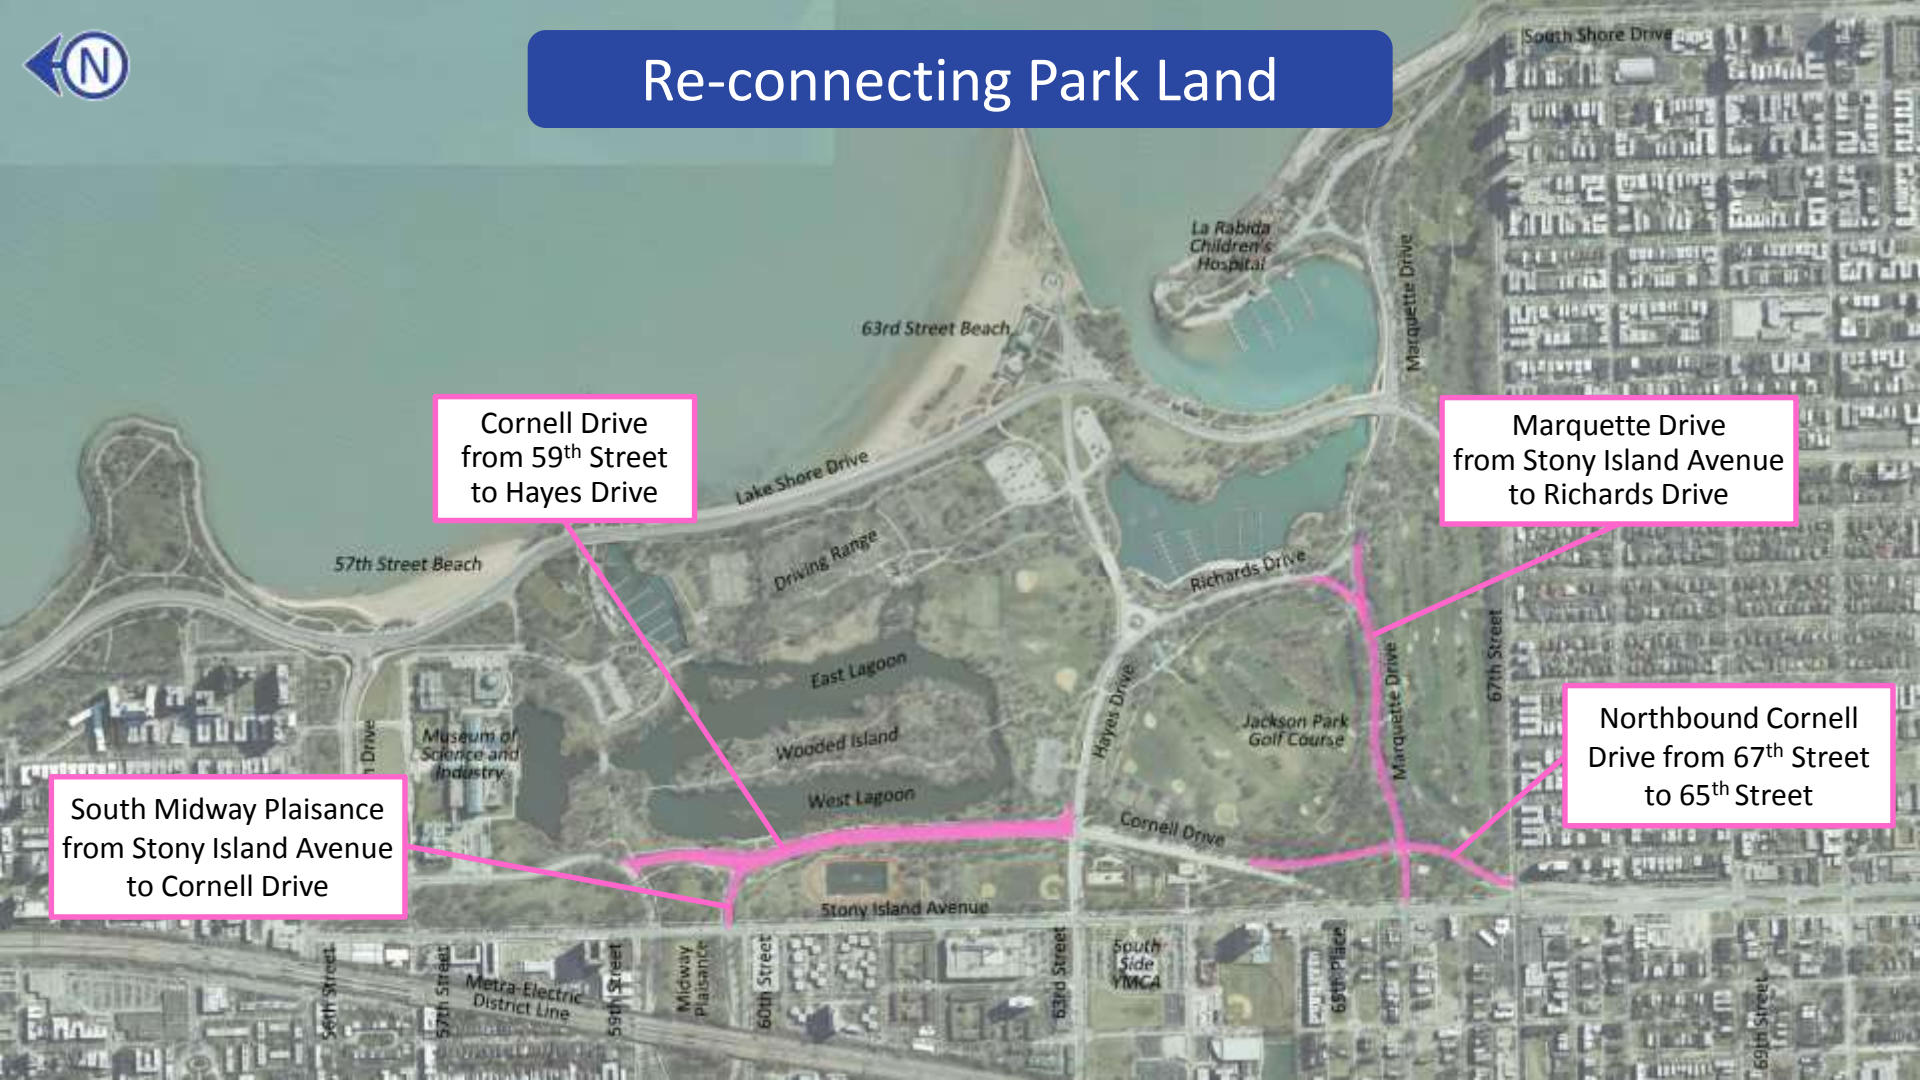 N
Re-connecting Park Land
South Shore Drive
La Rabida
Children's
Hospital
Marquette Drive
63rd Street Beach
Cornell Drive
from 59th Street
to Hayes Drive
Marquette Drive
from Stony Island Avenue
to Richards Drive
Lake Shore Drive
57th Street Beach
Driving Range
Richards Drive
East Lagoon
67th Street
Hayes Drive
Marquette Drive
Museum of
Science and
Industry
Wooded Island
Jackson Park
Golf Course
Northbound Cornell
Drive from 67th Street
to 65th Street
Drive
South Midway Plaisance
from Stony Island Avenue
to Cornell Drive
West Lagoon
Cornell Drive
Stony Island Avenue
56th Street
57th Street
Metra-Electric
District Line
59th Street
Midway
Plaisance
60th Street
63rd Street
South
Side
YMCA
65th Place
69th Street